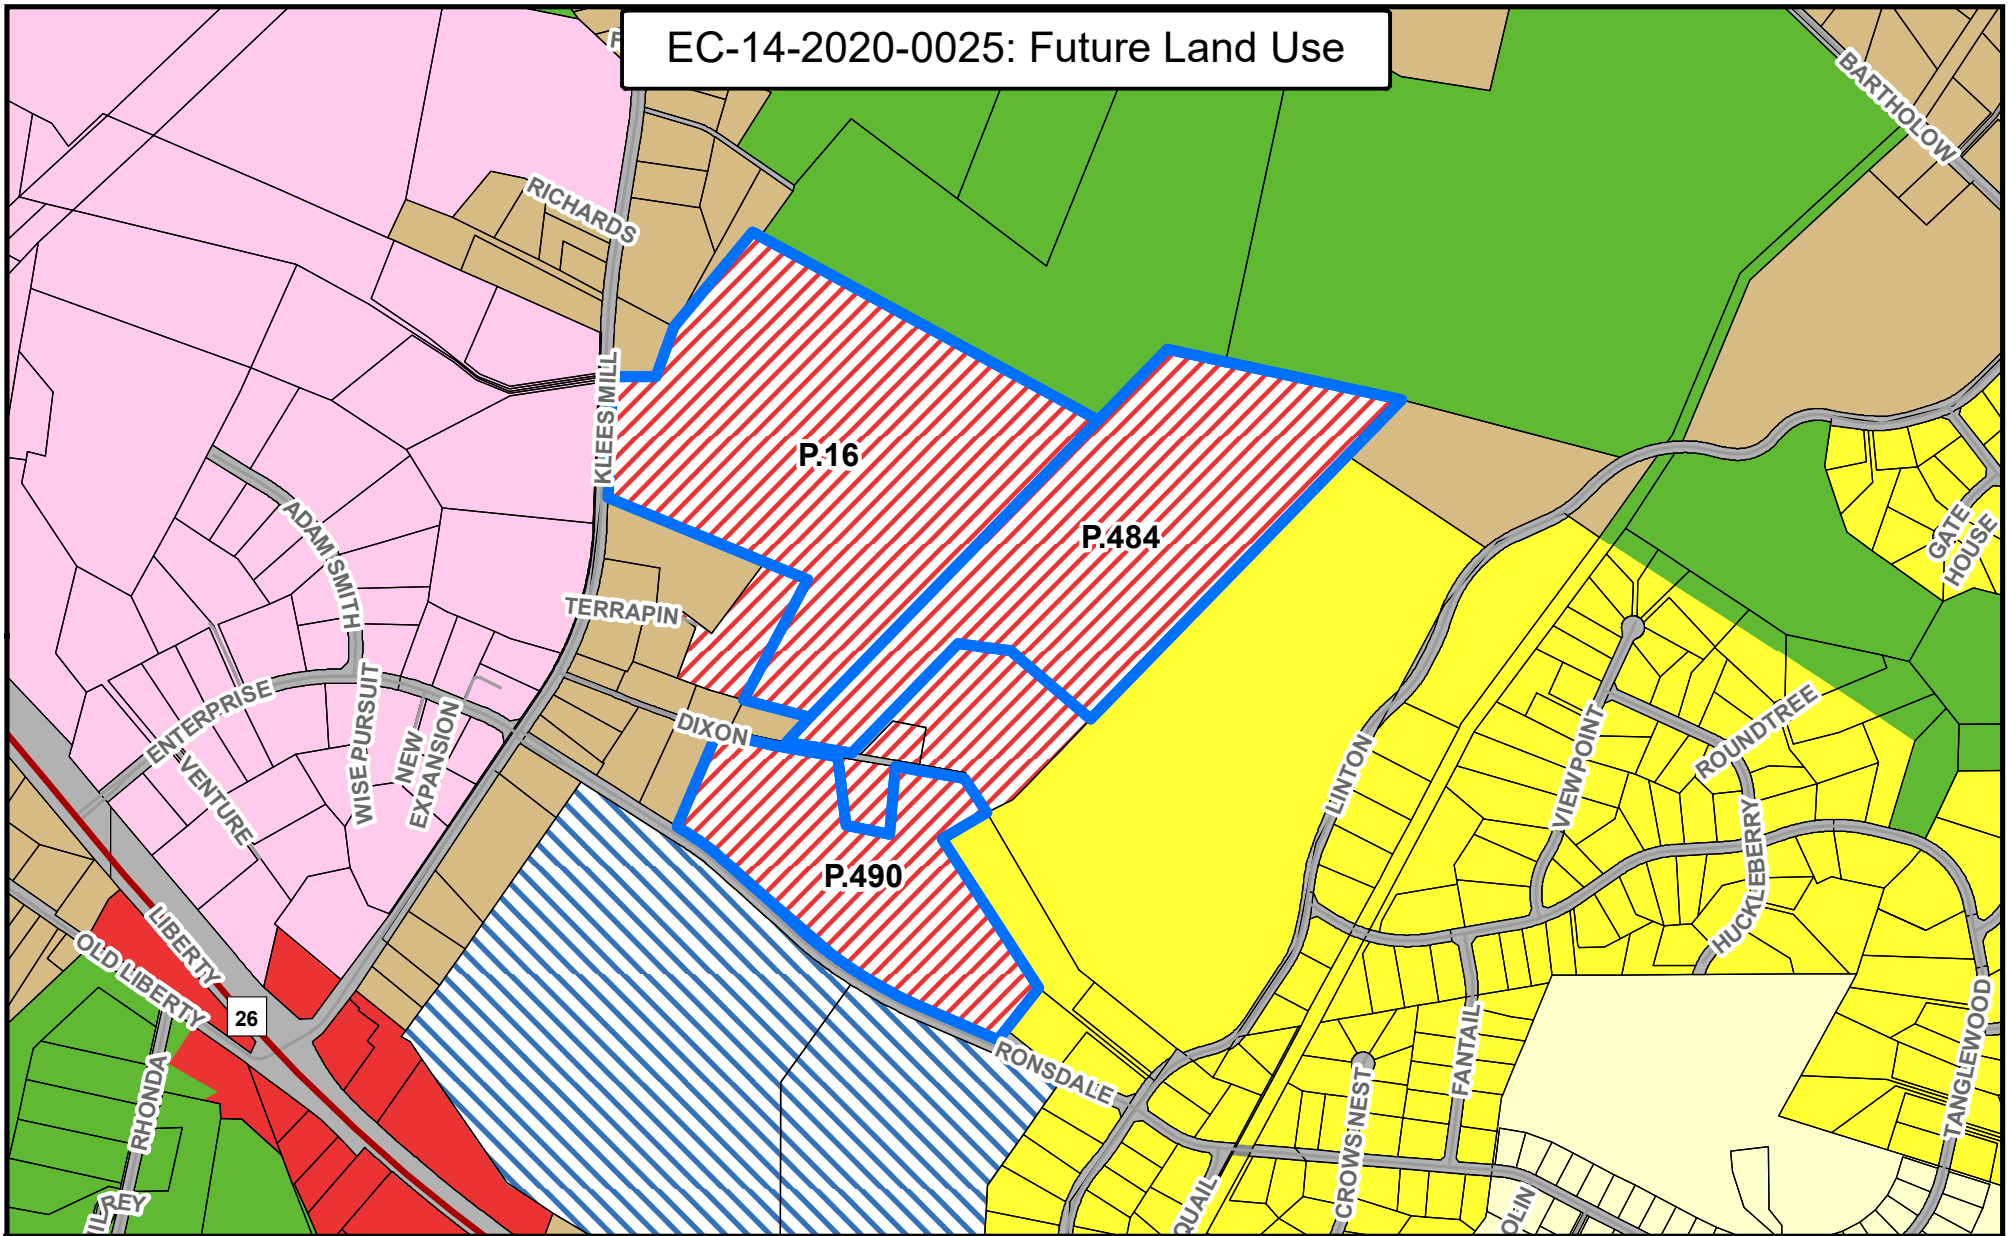 EC-14-2020-0025: Future Land Use
BARTHOLOW
RICHARDS
KLEES MILL
P.16
P.484
ADAM SMITH
GATE
HOUSE
TERRAPIN
ENTERPRISE
WISE PURSUIT
NEW
EXPANSION
DIXON
VENTURE
LINTON
VIEWPOINT
ROUNDTREE
HUCKLEBERRY
P.490
LIBERTY
OLD LIBERTY
26
RHONDA
RONSDALE
FANTAIL
CROWS NEST
TANGLEWOOD
QUAIL